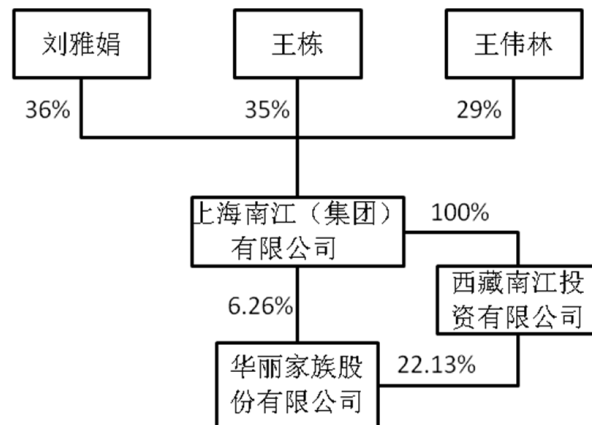 刘雅娟
王栋
王伟林
36%
35%
29%
上海南江（集团）
有限公司
100%
西藏南江投
资有限公司
6.26%
华丽家族股
份有限公司
22.13%